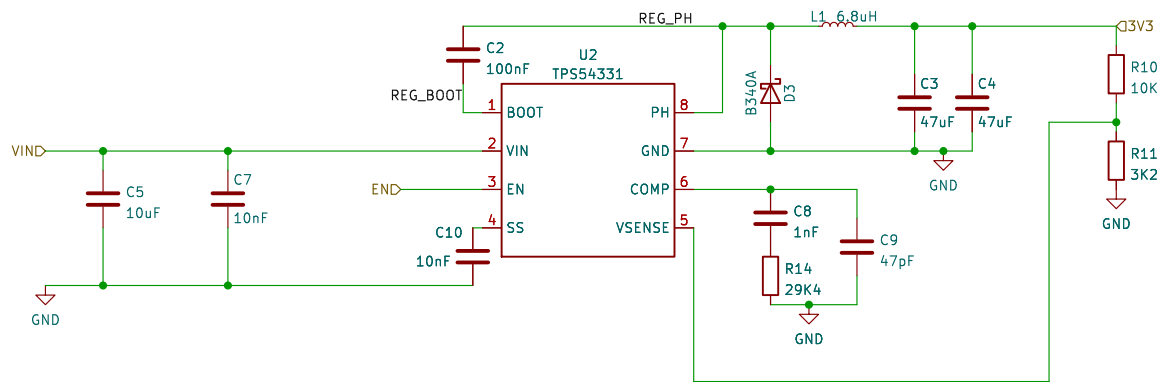 REG_PH
L1 6.8uH
3V3
C2
100nF
U2
TPS54331
REG_BOOT
B340A
D3
C3
47uF
C4
47uF
R10
10K
1
BOOT
PH
8
VIN
2
VIN
GND
7
GND
R11
3K2
GND
EN
3
EN
COMP
6
C5
10uF
C7
10nF
C10
10nF
4
SS
VSENSE
5
C8
1nF
C9
47pF
R14
29K4
GND
GND